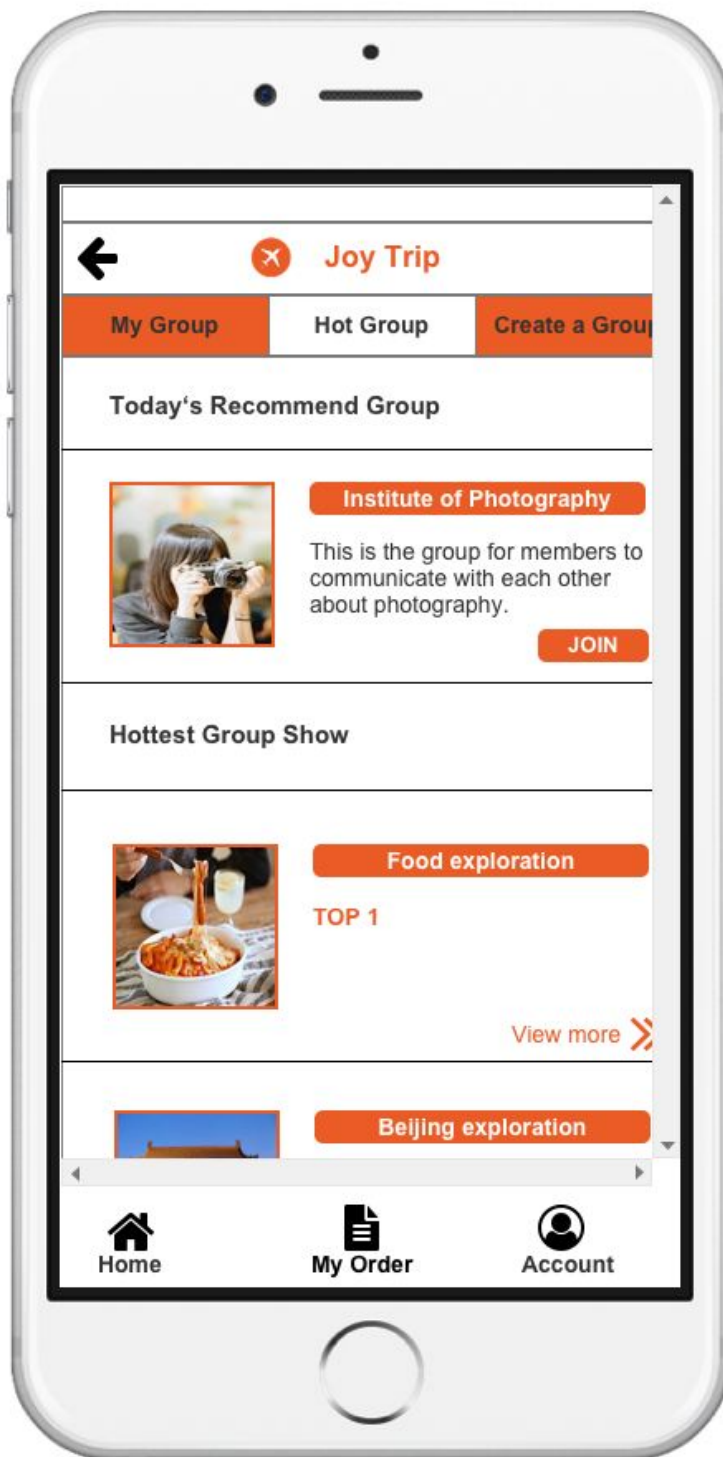 Joy Trip
My Group
Hot Group
Create a Group
Today‘s Recommend Group
Institute of Photography
This is the group for members to
communicate with each other
about photography.
JOIN
Hottest Group Show
Food exploration
TOP 1
View more
Beijing exploration
Home
My Order
Account